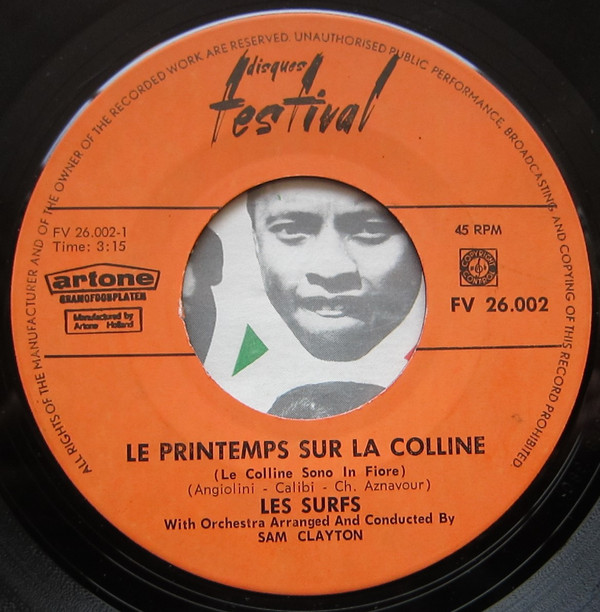 ALL RIGHTS OF THE MANUFACTURER AND OF THE OWNER OF THE RECORDED WORK ARE RESERVED. UNAUTHORISED PUBLIC PERFORMANCE, BROADCASTING AND COPYING OF THIS RECORD PROHIBITED
disques
festival
FV 26.002-1
Time: 3:15
45 RPM
artone
GRAMOFOONPLATEN
Manufactured by
Artone Holland
COPYRIGHT
CONTROL
FV 26.002
LE PRINTEMPS SUR LA COLLINE
(Le Colline Sono In Fiore)
(Angiolini - Calibi - Ch. Aznavour)
LES SURFS
With Orchestra Arranged And Conducted By
SAM CLAYTON